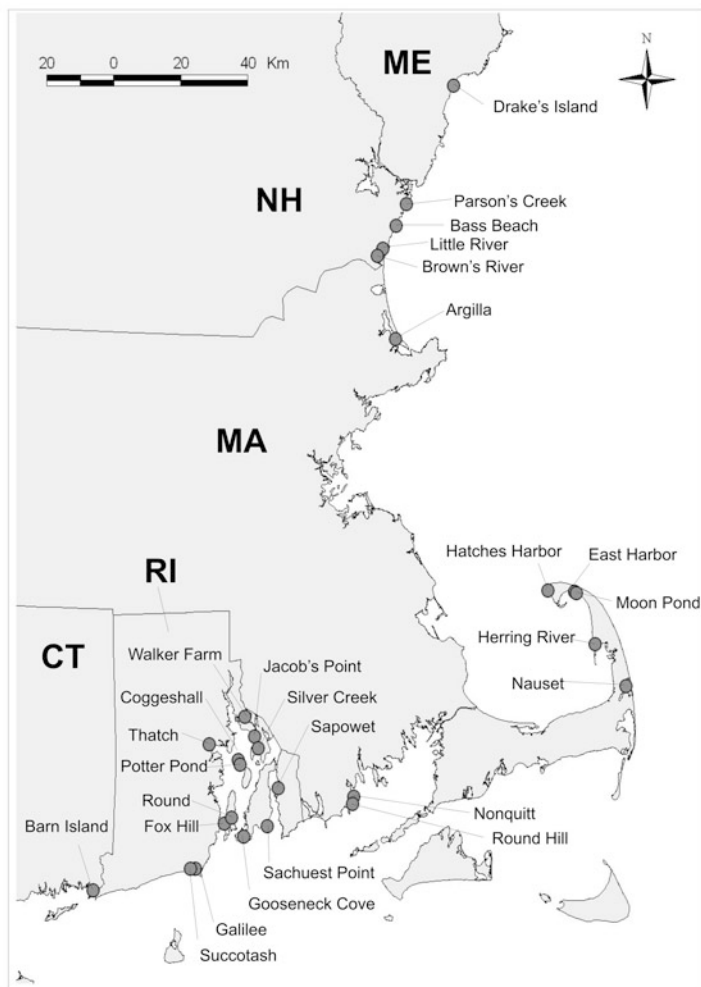 N
ME
20 0 20 40 Km
Drake's Island
NH
Parson's Creek
Bass Beach
Little River
Brown's River
Argilla
MA
Hatches Harbor
East Harbor
Moon Pond
RI
Herring River
CT
Walker Farm
Jacob's Point
Nauset
Coggeshall
Silver Creek
Sapowet
Thatch
Potter Pond
Round
Nonquitt
Fox Hill
Barn Island
Round Hill
Sachuest Point
Gooseneck Cove
Galilee
Succotash